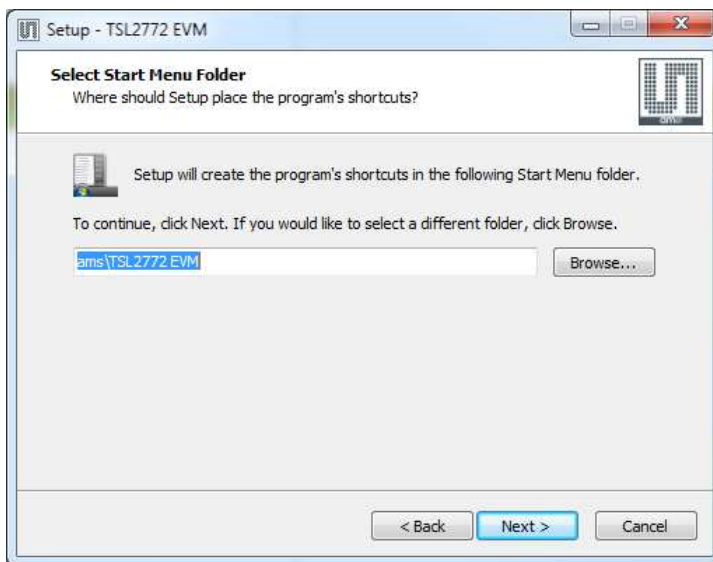 Setup - TSL2772 EVM
Select Start Menu Folder
Where should Setup place the program's shortcuts?
am
Setup will create the program's shortcuts in the following Start Menu folder.
To continue, click Next. If you would like to select a different folder, click Browse.
ams\TSL2772 EVM
Browse...
< Back
Next >
Cancel